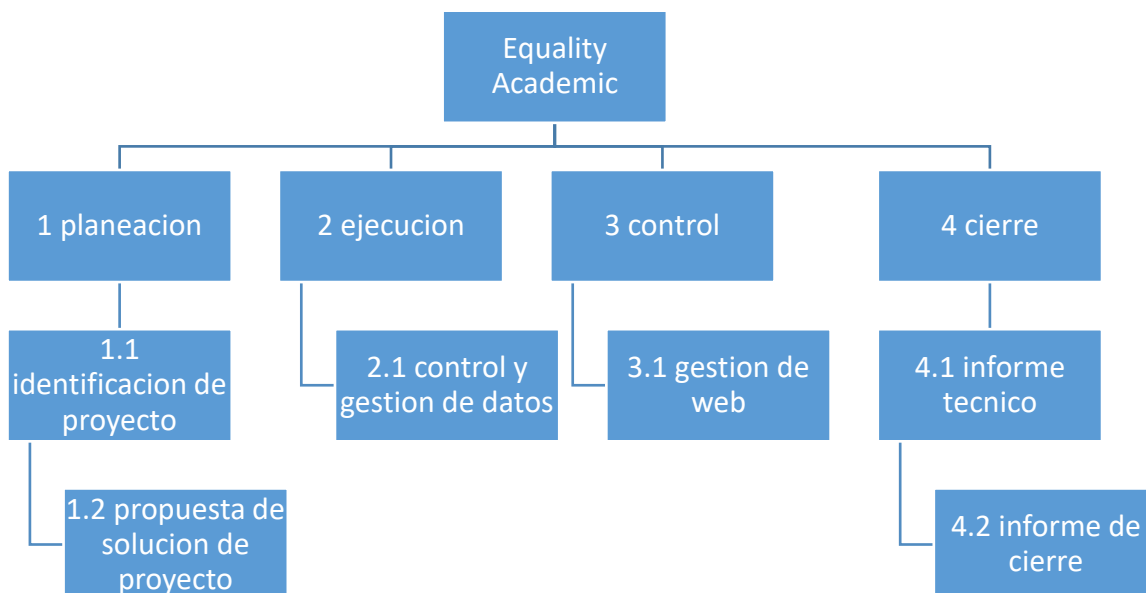 Equality
Academic
1 planeacion
2 ejecucion
3 control
4 cierre
1.1
identificacion de
proyecto
2.1 control y
gestion de datos
3.1 gestion de
web
4.1 informe
tecnico
1.2 propuesta de
solucion de
proyecto
4.2 informe de
cierre